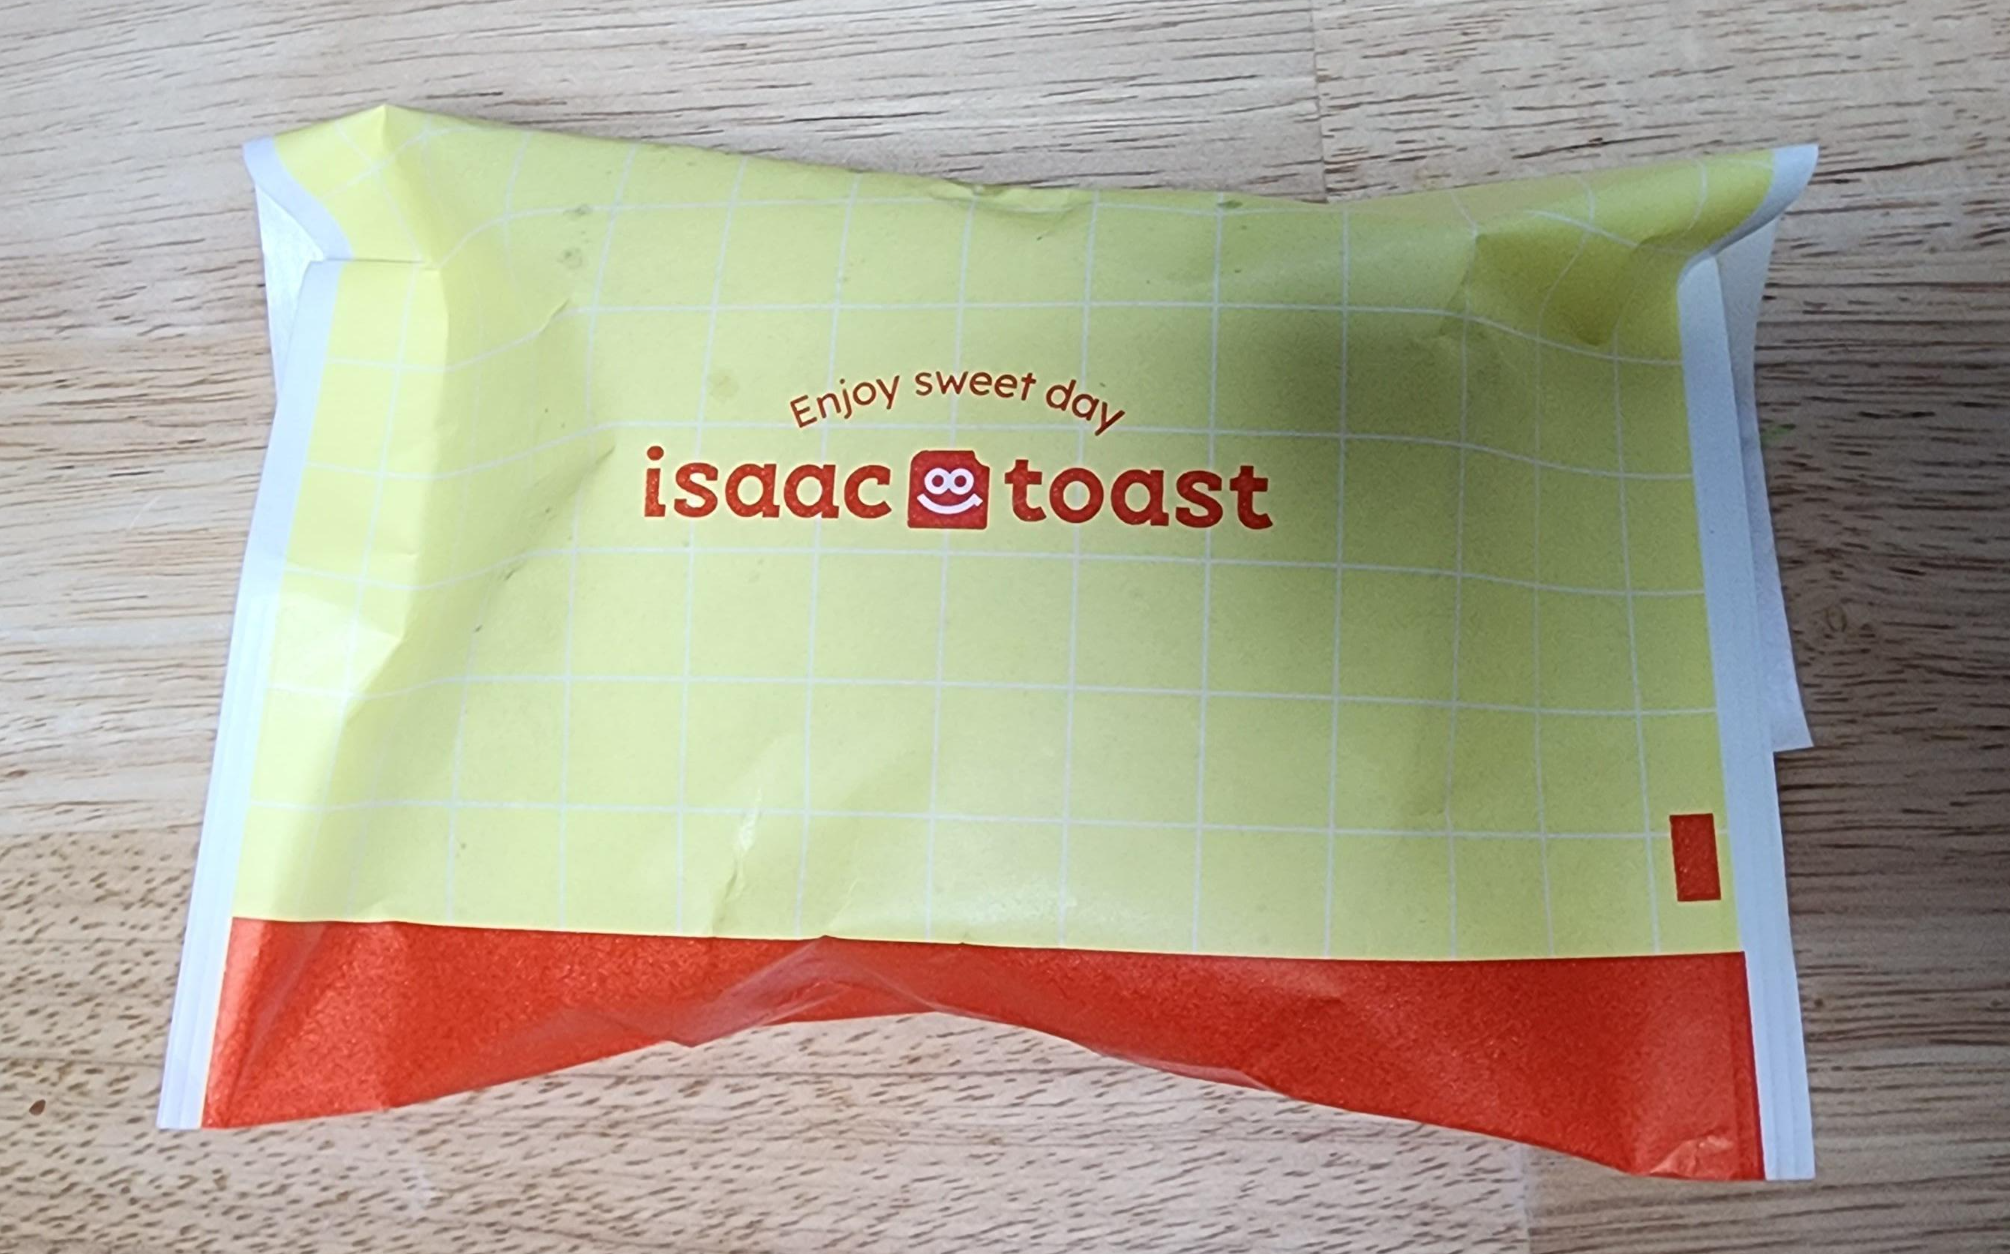 Enjoy sweet day
isaac toast